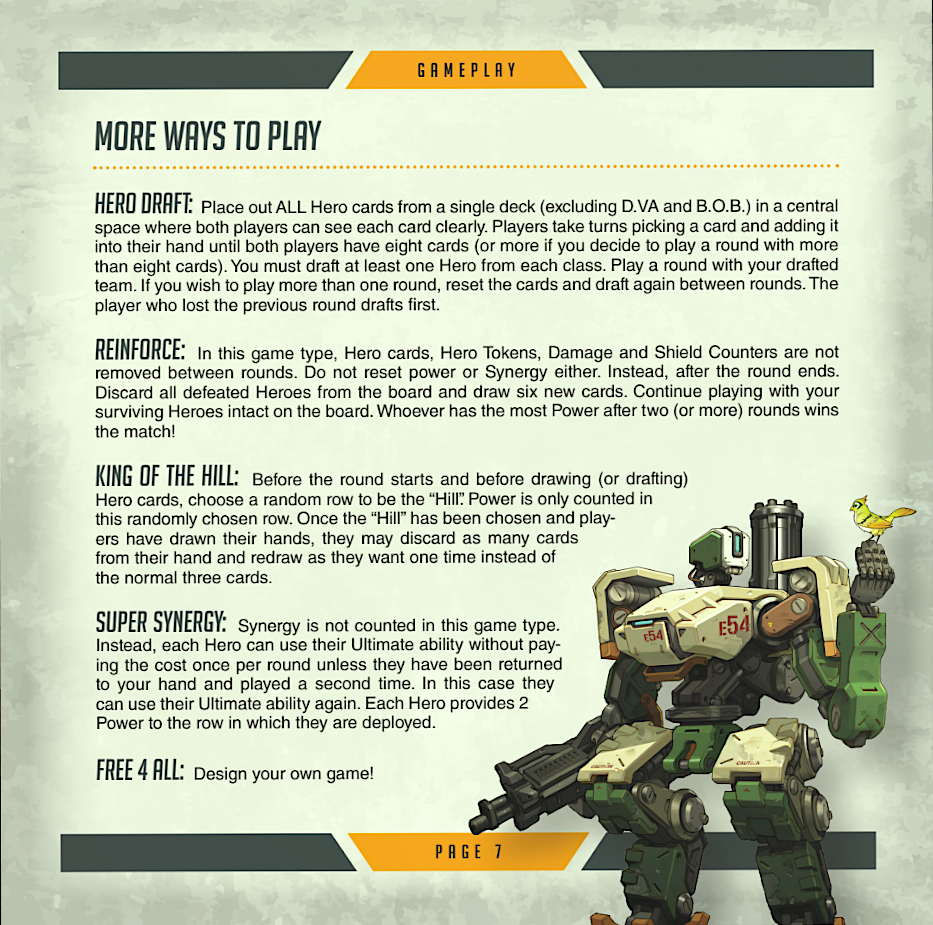 GAMEPLAY
MORE WAYS TO PLAY
HERO DRAFT: Place out ALL Hero cards from a single deck (excluding D.VA and B.O.B.) in a central
space where both players can see each card clearly. Players take turns picking a card and adding it
into their hand until both players have eight cards (or more if you decide to play a round with more
than eight cards). You must draft at least one Hero from each class. Play a round with your drafted
team. If you wish to play more than one round, reset the cards and draft again between rounds. The
player who lost the previous round drafts first.
REINFORCE: In this game type, Hero cards, Hero Tokens, Damage and Shield Counters are not
removed between rounds. Do not reset power or Synergy either. Instead, after the round ends.
Discard all defeated Heroes from the board and draw six new cards. Continue playing with your
surviving Heroes intact on the board. Whoever has the most Power after two (or more) rounds wins
the match!
KING OF THE HILL: Before the round starts and before drawing (or drafting)
Hero cards, choose a random row to be the “Hill”. Power is only counted in
this randomly chosen row. Once the “Hill” has been chosen and play-
ers have drawn their hands, they may discard as many cards
from their hand and redraw as they want one time instead of
the normal three cards.
SUPER SYNERGY: Synergy is not counted in this game type.
Instead, each Hero can use their Ultimate ability without pay-
ing the cost once per round unless they have been returned
to your hand and played a second time. In this case they
can use their Ultimate ability again. Each Hero provides 2
Power to the row in which they are deployed.
FREE 4 ALL: Design your own game!
E54
E54
CAUTION
CAUTION
PAGE 7